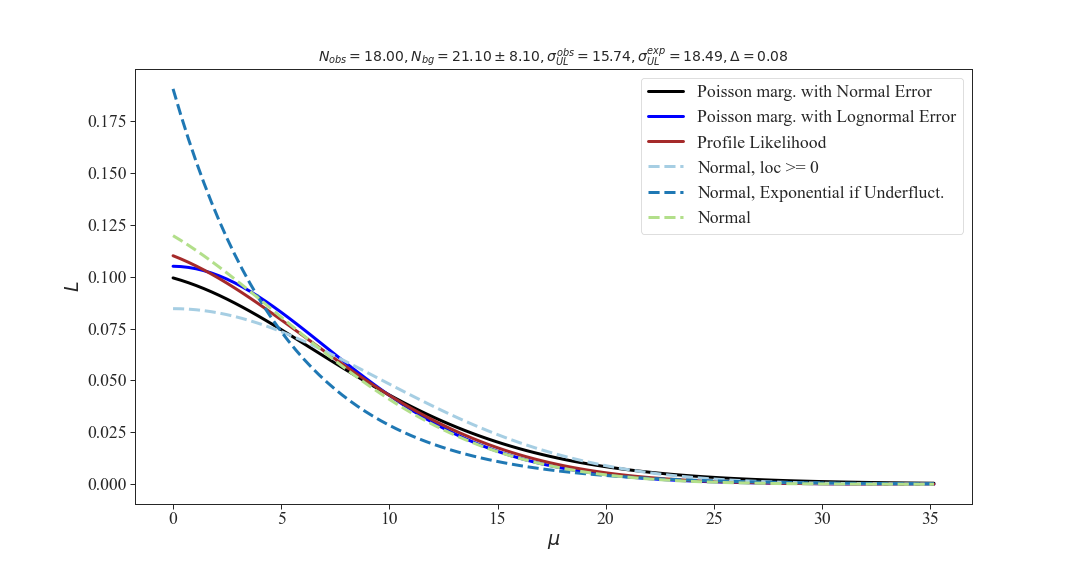 N_obs = 18.00, N_bg = 21.10 ± 8.10, σ_UL^obs = 15.74, σ_UL^exp = 18.49, Δ = 0.08
Poisson marg. with Normal Error
Poisson marg. with Lognormal Error
Profile Likelihood
Normal, loc >= 0
Normal, Exponential if Underfluct.
Normal
0.175
0.150
0.125
0.100
0.075
0.050
0.025
0.000
L
0 5 10 15 20 25 30 35
μ